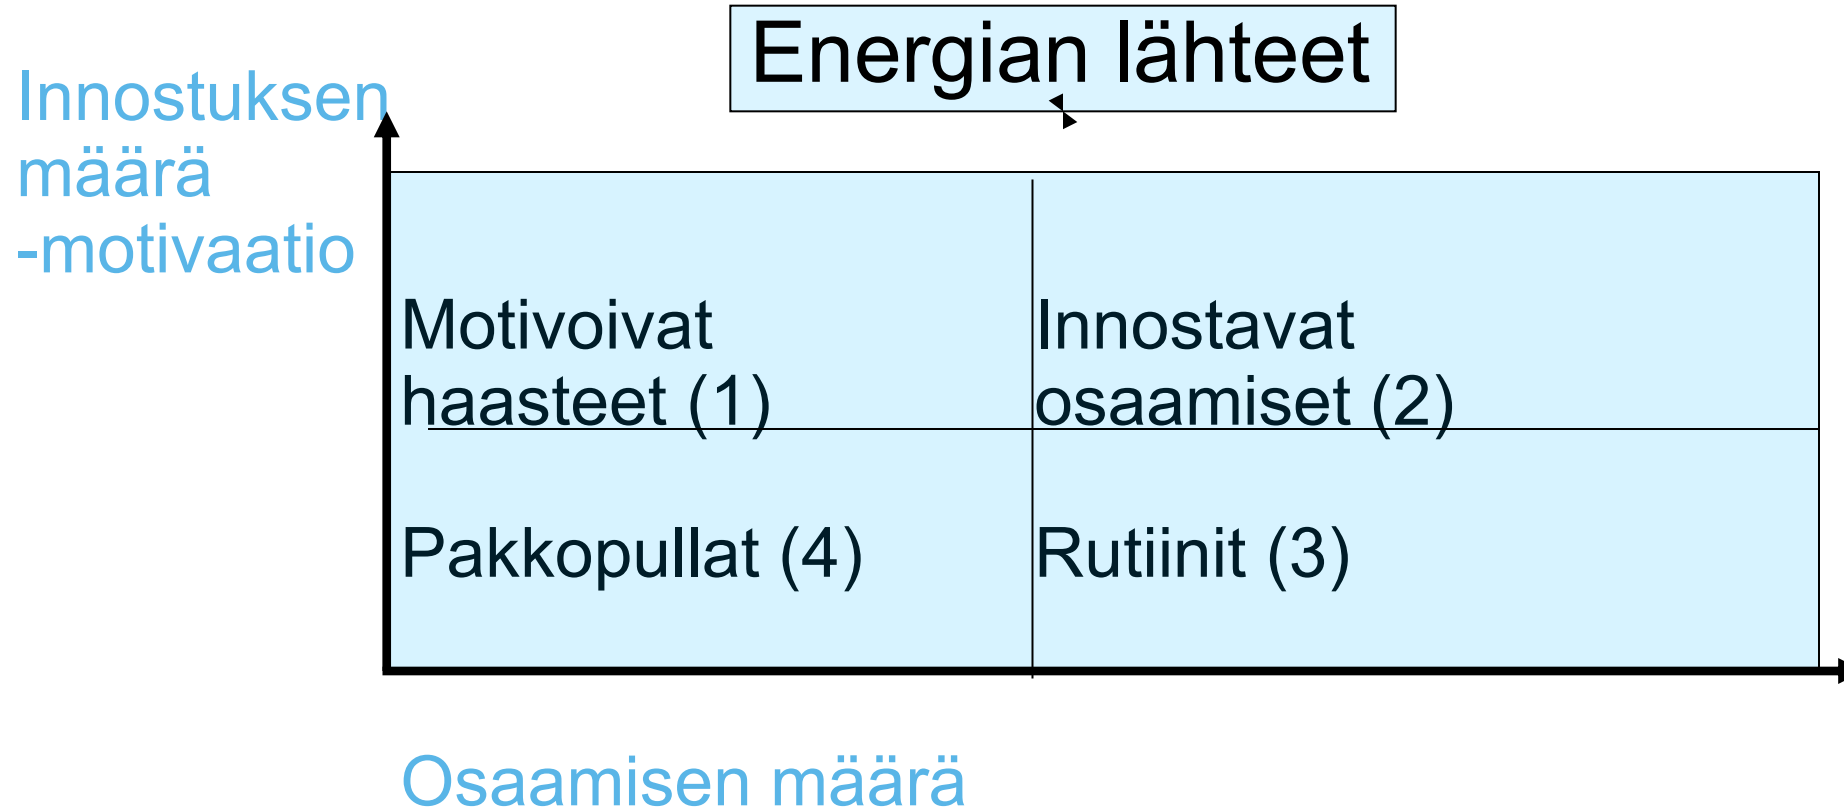 Energian lähteet
Innostuksen
määrä
-motivaatio
Motivoivat
haasteet (1)
Innostavat
osaamiset (2)
Pakkopullat (4)
Rutiinit (3)
Osaamisen määrä